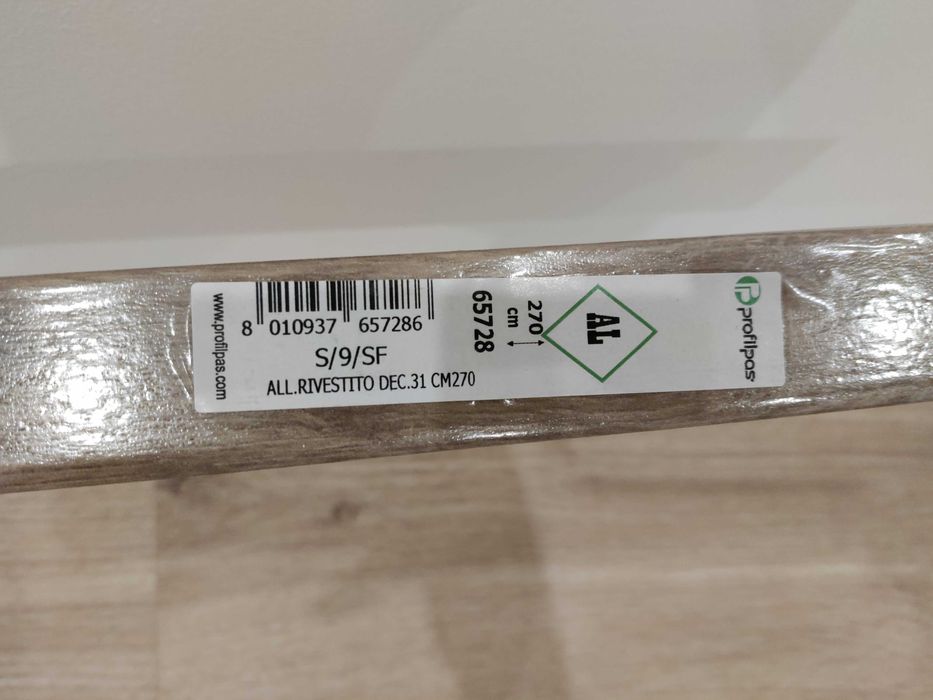 www.profilpas.com
8 010937 657286
S/9/SF
ALL.RIVESTITO DEC.31 CM270
65728
270
cm
AL
profilpas